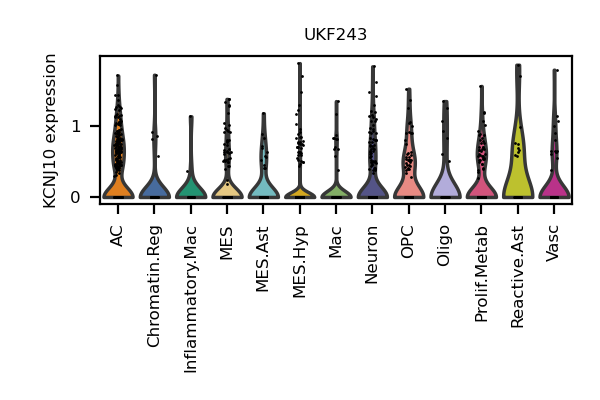 UKF243
KCNJ10 expression
1
0
AC
Chromatin.Reg
Inflammatory.Mac
MES
MES.Ast
MES.Hyp
Mac
Neuron
OPC
Oligo
Prolif.Metab
Reactive.Ast
Vasc